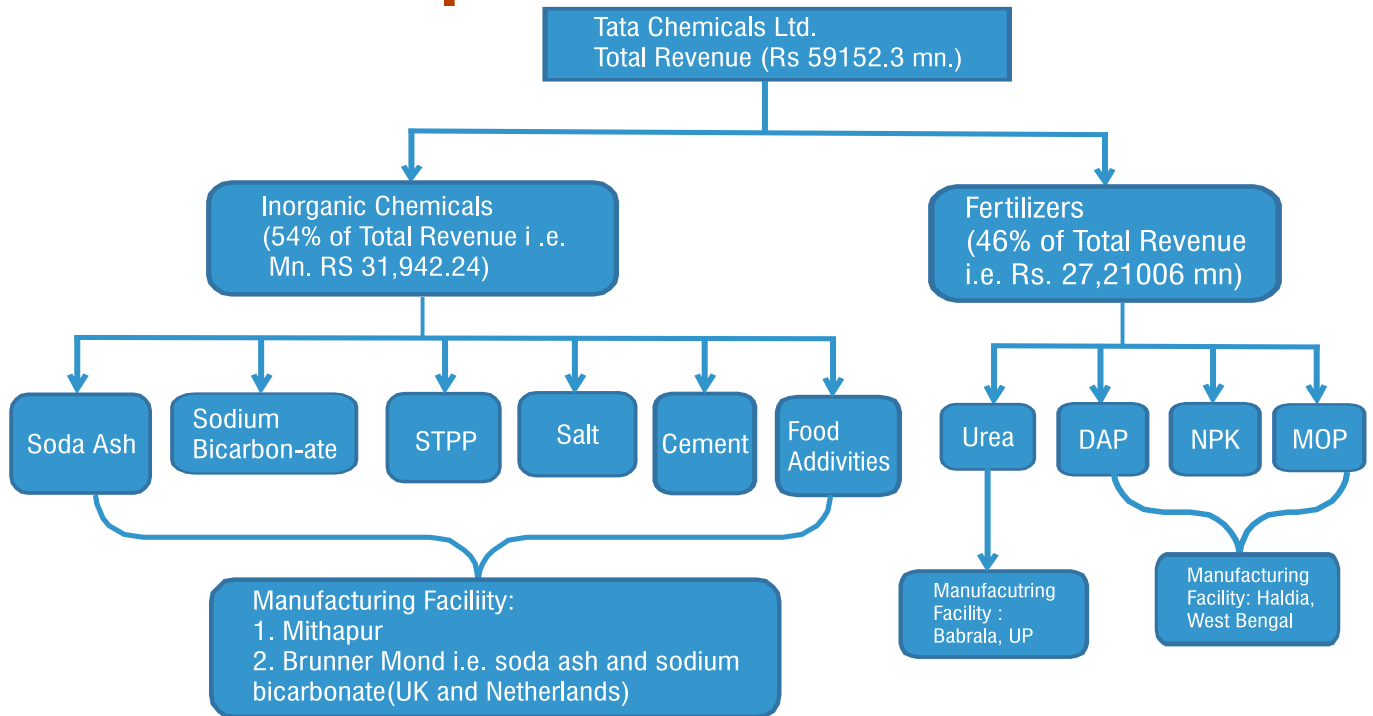 Tata Chemicals Ltd.
Total Revenue (Rs 59152.3 mn.)
Inorganic Chemicals
(54% of Total Revenue i .e.
Mn. RS 31,942.24)
Fertilizers
(46% of Total Revenue
i.e. Rs. 27,21006 mn)
Soda Ash
Sodium
Bicarbon-ate
STPP
Salt
Cement
Food
Addivities
Urea
DAP
NPK
MOP
Manufacturing Faciliity:
1. Mithapur
2. Brunner Mond i.e. soda ash and sodium
bicarbonate(UK and Netherlands)
Manufacutring
Facility :
Babrala, UP
Manufacturing
Facility: Haldia,
West Bengal